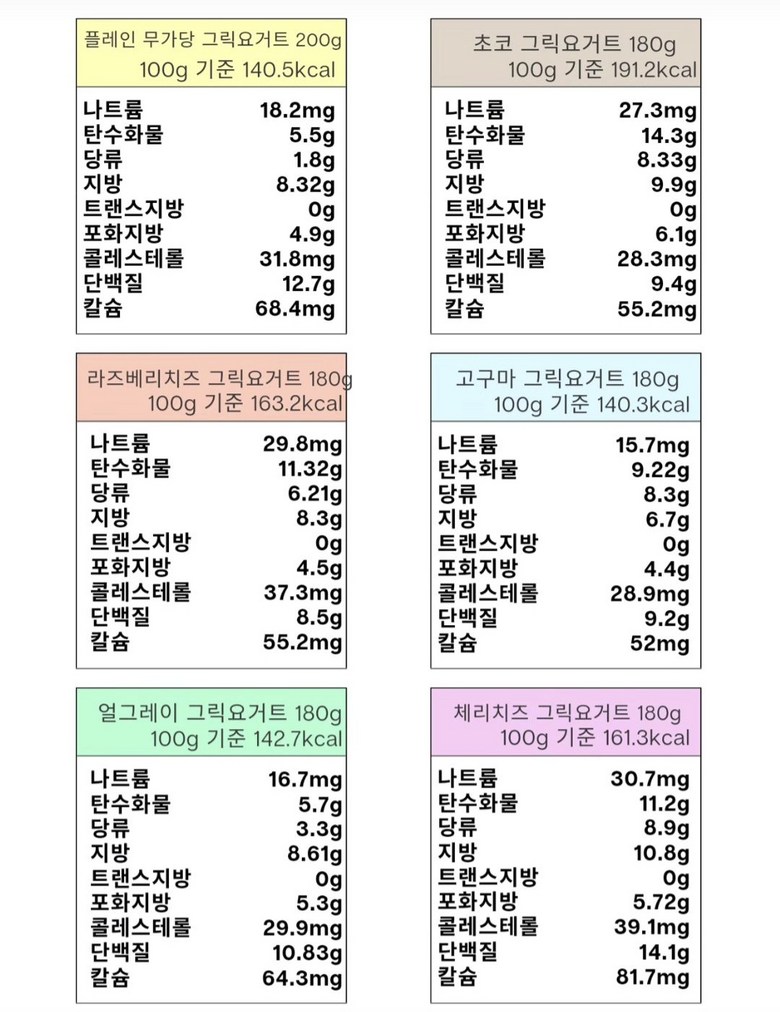 플레인 무가당 그릭요거트 200g
100g 기준 140.5kcal
나트륨 18.2mg
탄수화물 5.5g
당류 1.8g
지방 8.32g
트랜스지방 0g
포화지방 4.9g
콜레스테롤 31.8mg
단백질 12.7g
칼슘 68.4mg
초코 그릭요거트 180g
100g 기준 191.2kcal
나트륨 27.3mg
탄수화물 14.3g
당류 8.33g
지방 9.9g
트랜스지방 0g
포화지방 6.1g
콜레스테롤 28.3mg
단백질 9.4g
칼슘 55.2mg
라즈베리치즈 그릭요거트 180g
100g 기준 163.2kcal
나트륨 29.8mg
탄수화물 11.32g
당류 6.21g
지방 8.3g
트랜스지방 0g
포화지방 4.5g
콜레스테롤 37.3mg
단백질 8.5g
칼슘 55.2mg
고구마 그릭요거트 180g
100g 기준 140.3kcal
나트륨 15.7mg
탄수화물 9.22g
당류 8.3g
지방 6.7g
트랜스지방 0g
포화지방 4.4g
콜레스테롤 28.9mg
단백질 9.2g
칼슘 52mg
얼그레이 그릭요거트 180g
100g 기준 142.7kcal
나트륨 16.7mg
탄수화물 5.7g
당류 3.3g
지방 8.61g
트랜스지방 0g
포화지방 5.3g
콜레스테롤 29.9mg
단백질 10.83g
칼슘 64.3mg
체리치즈 그릭요거트 180g
100g 기준 161.3kcal
나트륨 30.7mg
탄수화물 11.2g
당류 8.9g
지방 10.8g
트랜스지방 0g
포화지방 5.72g
콜레스테롤 39.1mg
단백질 14.1g
칼슘 81.7mg